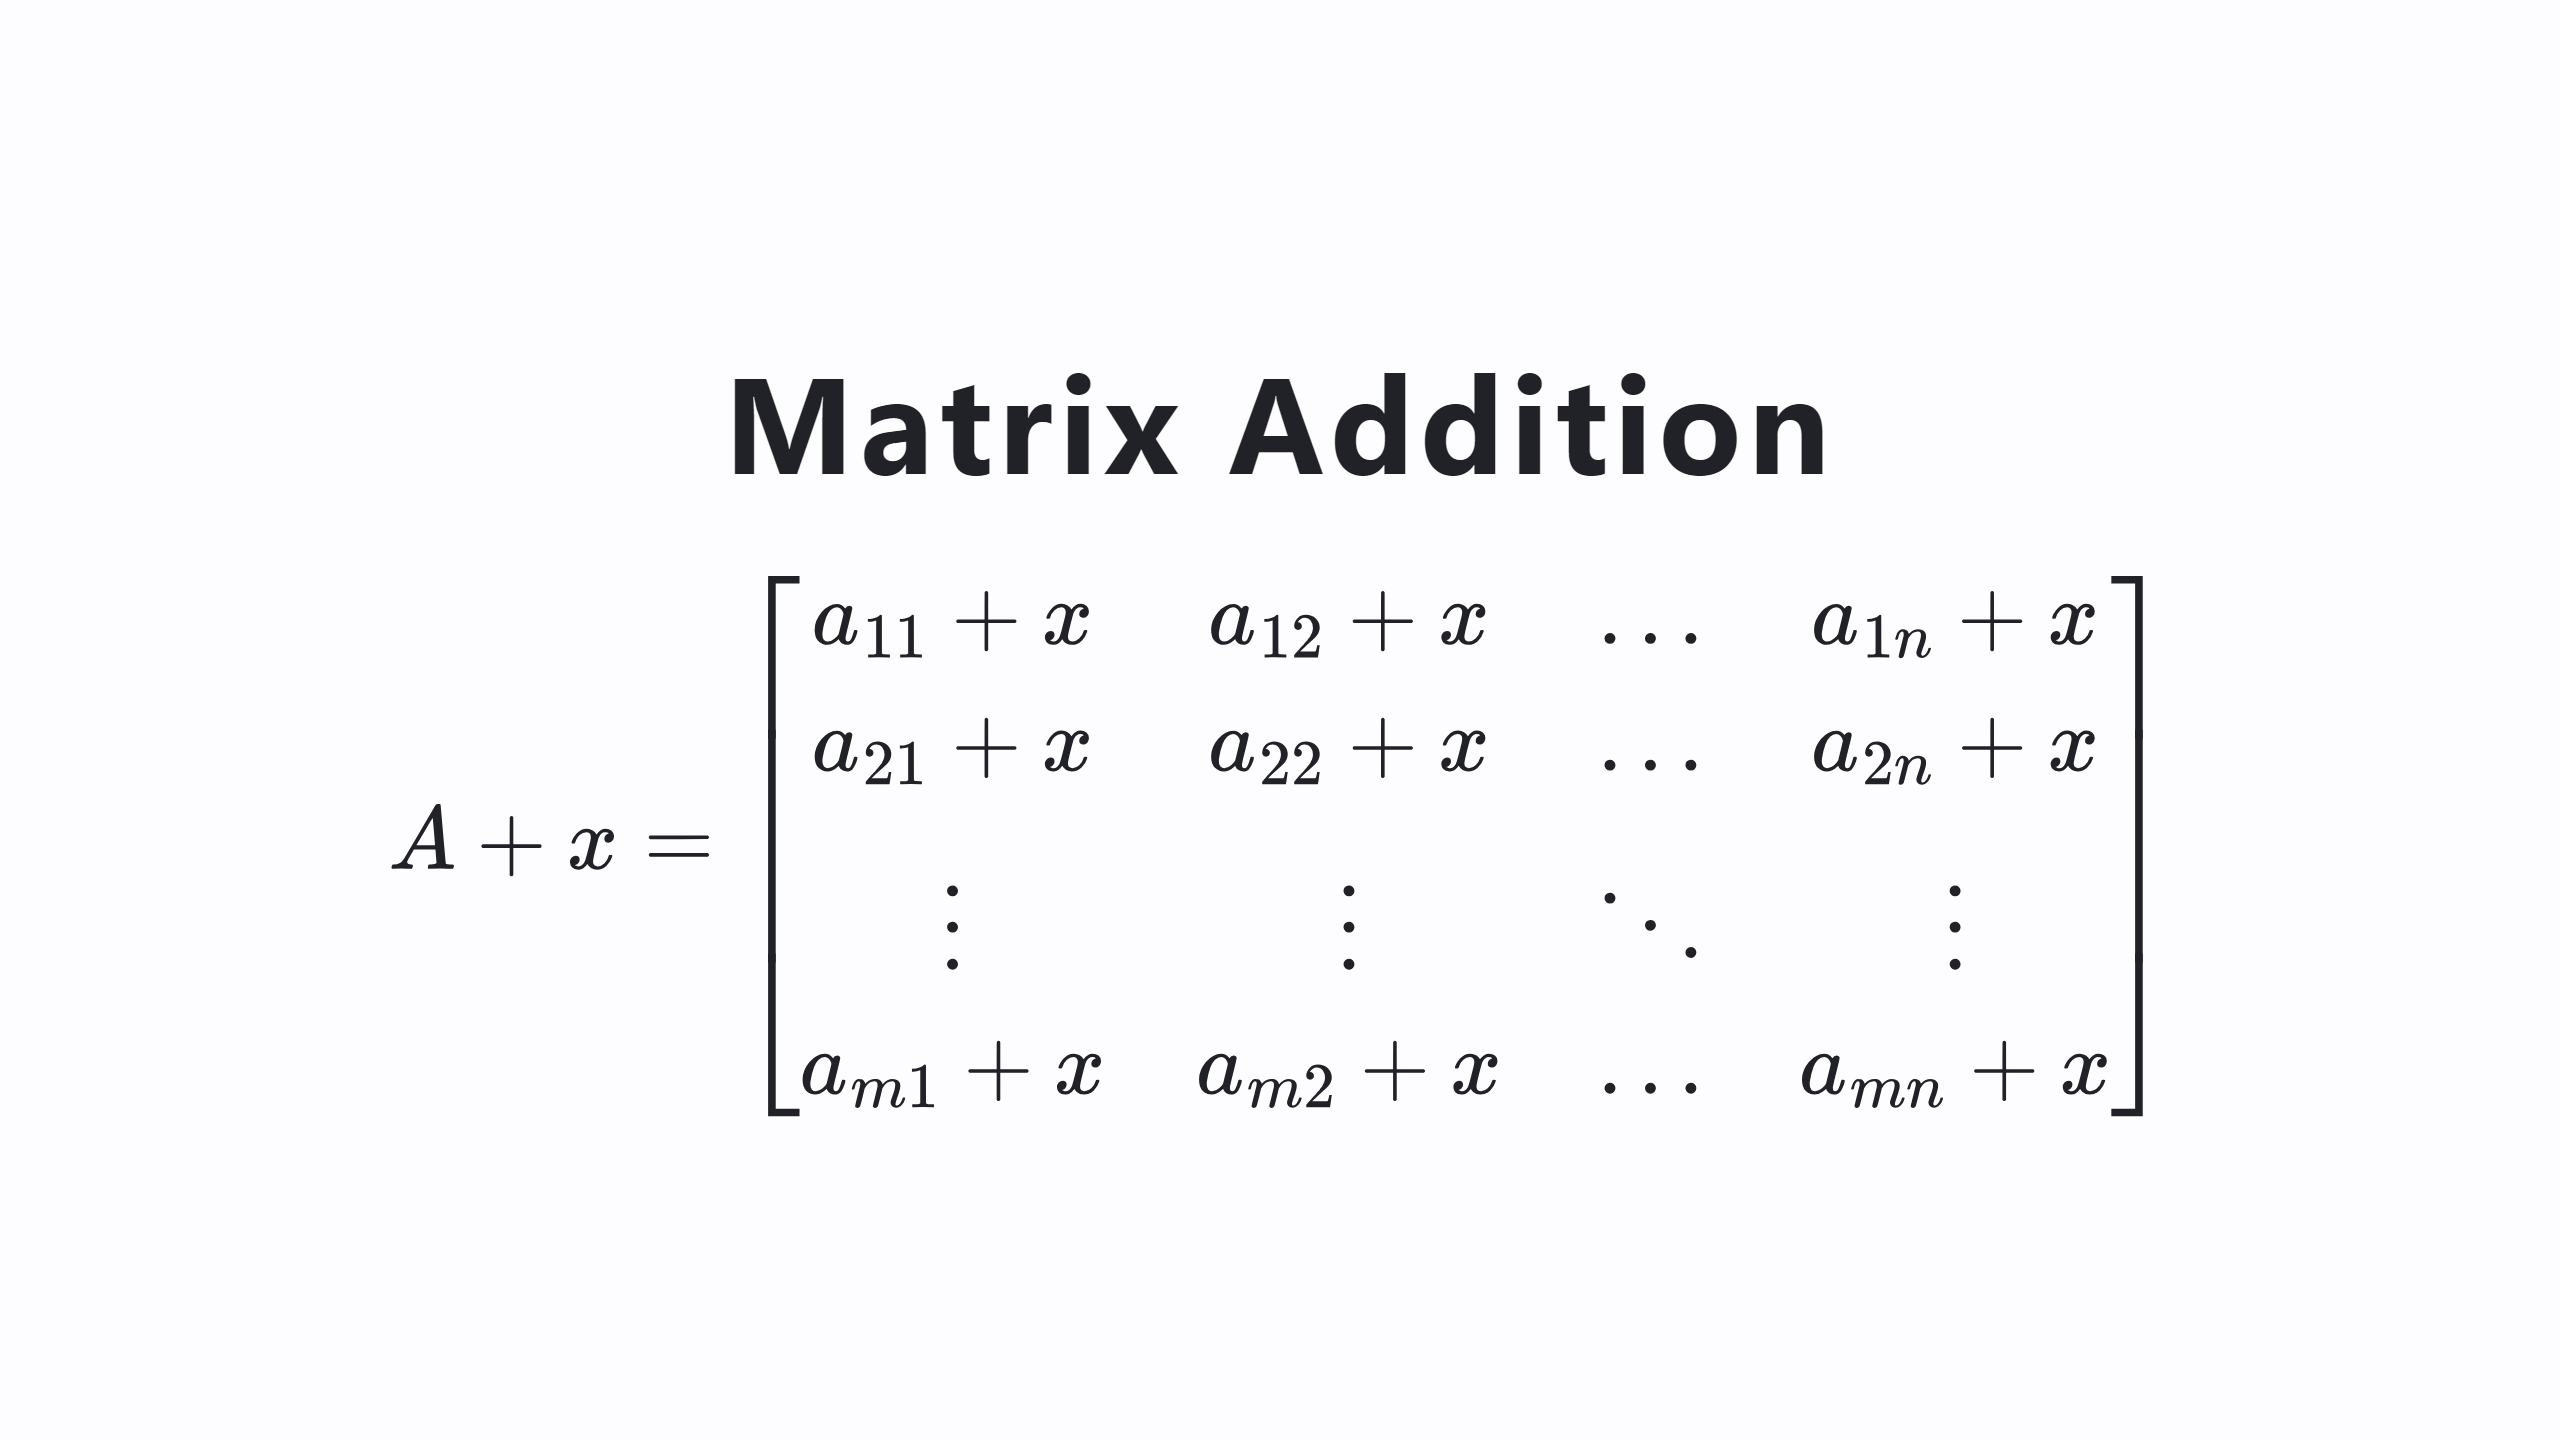 Matrix Addition
a₁₁ + x a₁₂ + x … a₁ₙ + x
a₂₁ + x a₂₂ + x … a₂ₙ + x
A + x =
⋮ ⋮ ⋱ ⋮
aₘ₁ + x aₘ₂ + x … aₘₙ + x